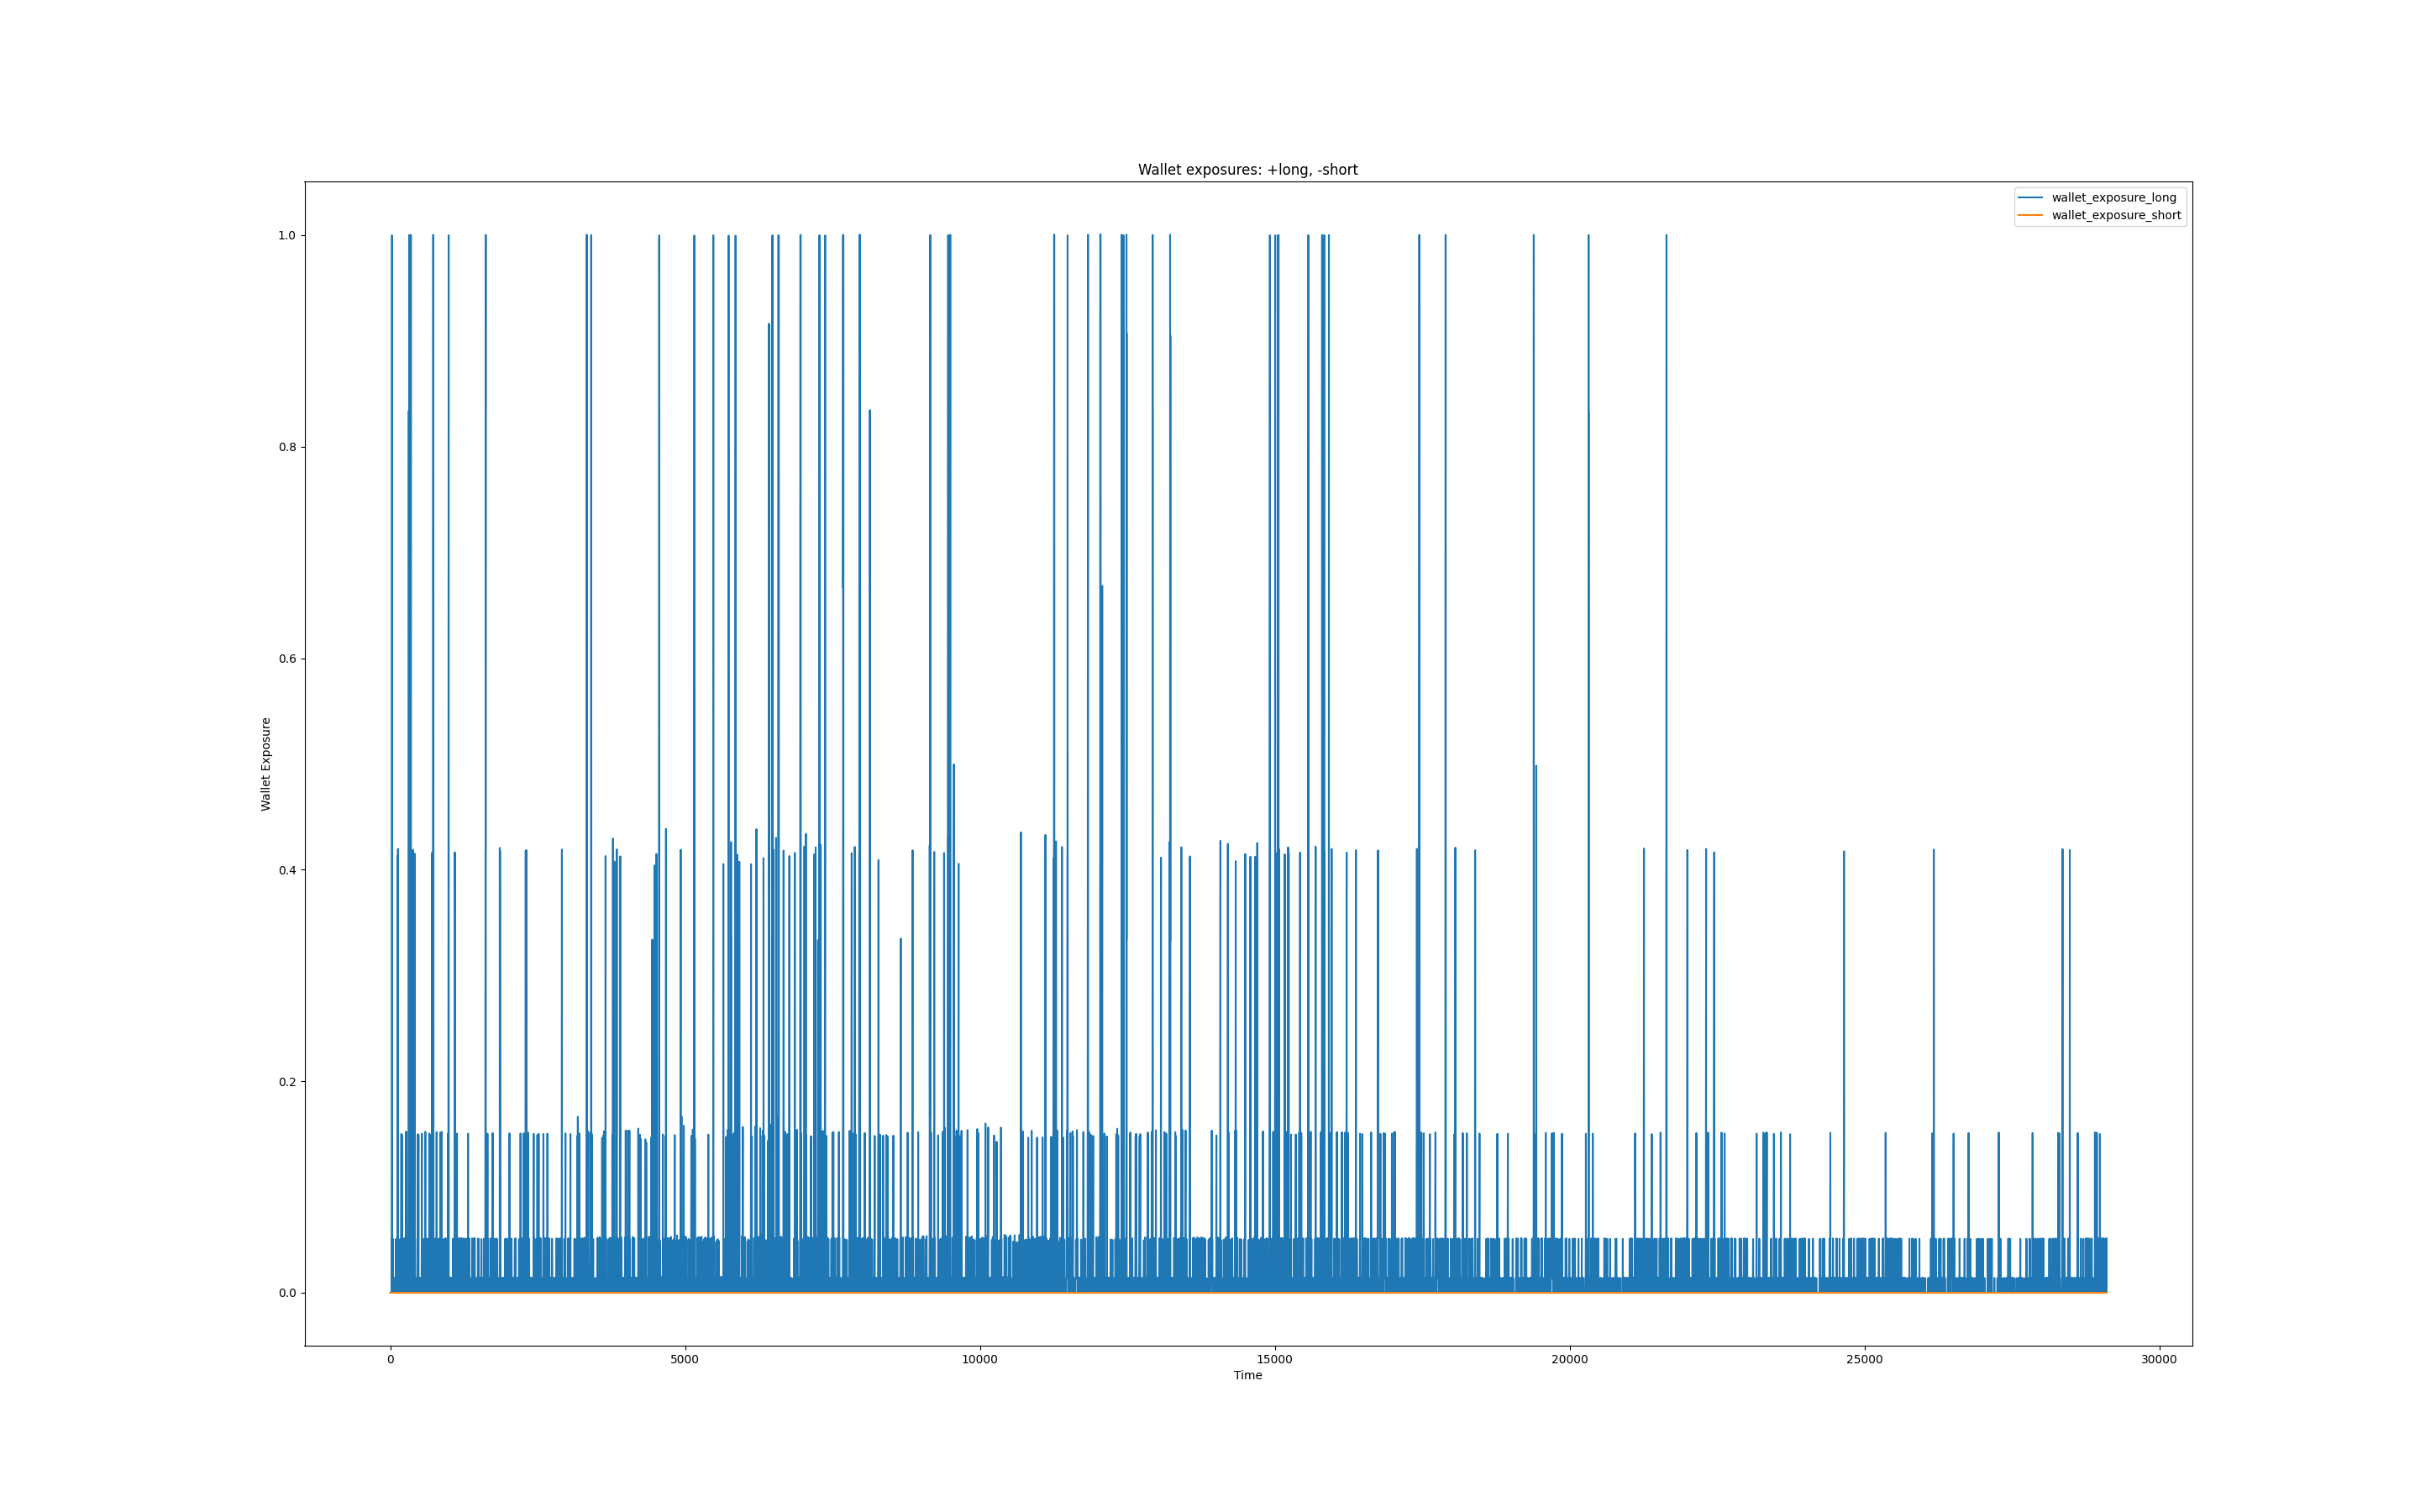 Wallet exposures: +long, -short
wallet_exposure_long
wallet_exposure_short
1.0
0.8
0.6
0.4
0.2
0.0
Wallet Exposure
0 5000 10000 15000 20000 25000 30000
Time